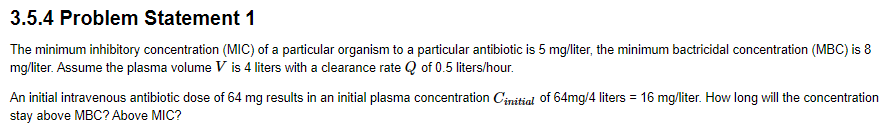 3.5.4 Problem Statement 1
The minimum inhibitory concentration (MIC) of a particular organism to a particular antibiotic is 5 mg/liter, the minimum bactricidal concentration (MBC) is 8
mg/liter. Assume the plasma volume V is 4 liters with a clearance rate Q of 0.5 liters/hour.
An initial intravenous antibiotic dose of 64 mg results in an initial plasma concentration C_initial of 64mg/4 liters = 16 mg/liter. How long will the concentration
stay above MBC? Above MIC?